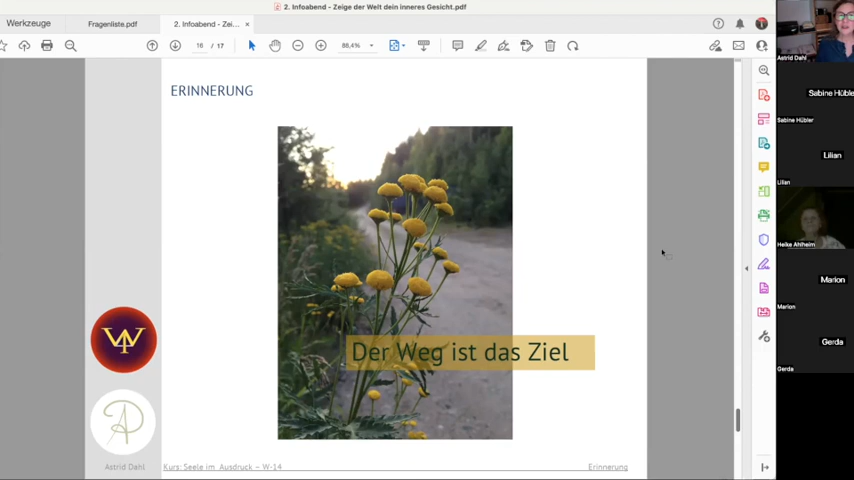 2. Infoabend - Zeige der Welt dein inneres Gesicht.pdf
Werkzeuge
Fragenliste.pdf
2. Infoabend - Zei...
16 / 17
86,4%
ERINNERUNG
Der Weg ist das Ziel
Astrid Dahl
Kurs: Seele im Ausdruck – W-14
Erinnerung
Astrid Dahl
Sabine Hübler
Sabine Hübler
Lilian
Lilian
Heike Ahlheim
Marion
Marion
Gerda
Gerda